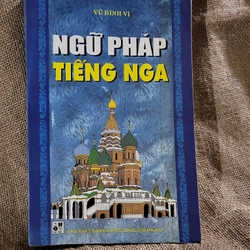 VŨ ĐÌNH VỊ
NGỮ PHÁP
TIẾNG NGA